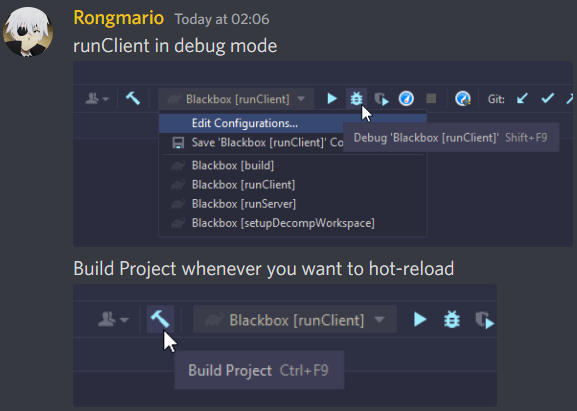 Rongmario Today at 02:06
runClient in debug mode
Blackbox [runClient] Git:
Edit Configurations...
Save 'Blackbox [runClient]' Co
Debug 'Blackbox [runClient]' Shift+F9
Blackbox [build]
Blackbox [runClient]
Blackbox [runServer]
Blackbox [setupDecompWorkspace]
Build Project whenever you want to hot-reload
Blackbox [runClient]
Build Project Ctrl+F9